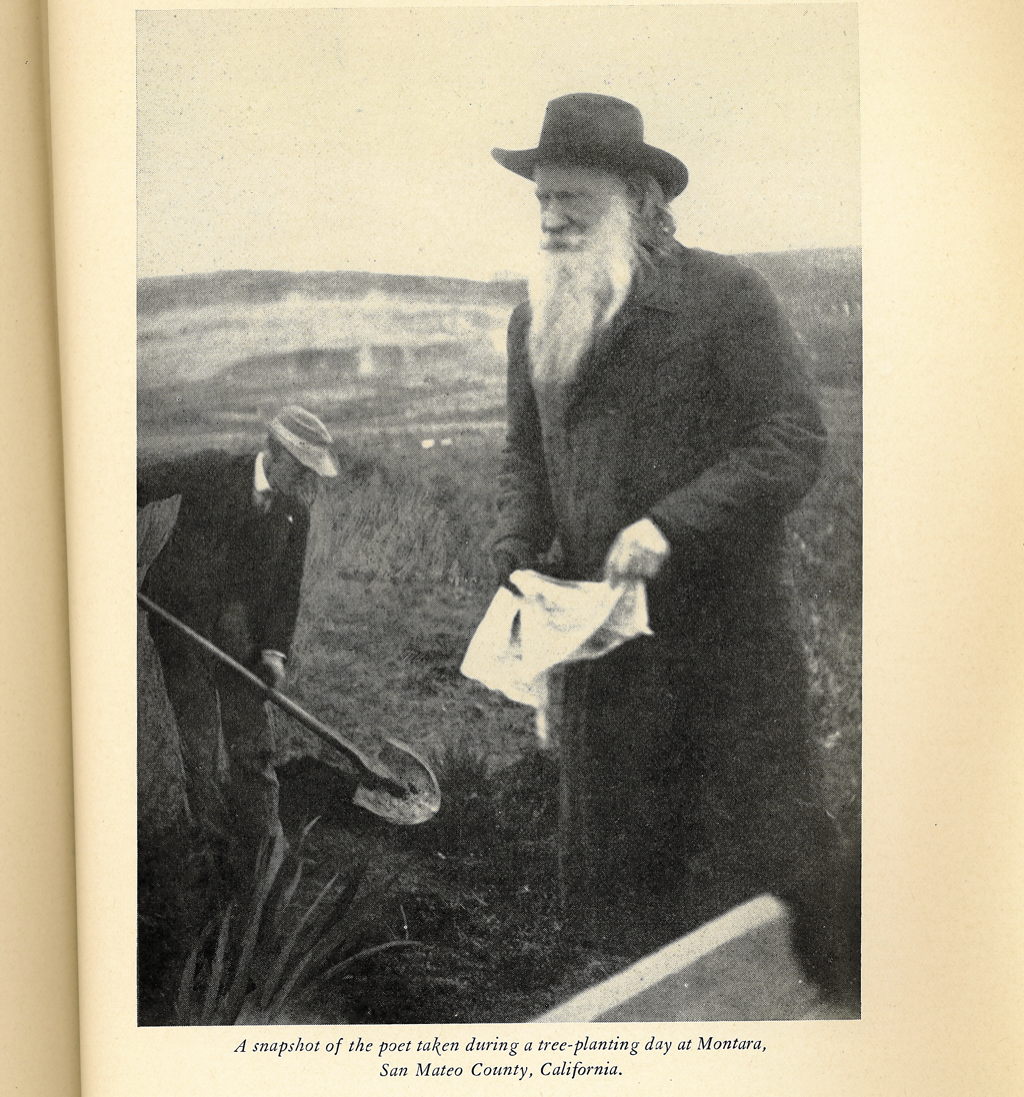 A snapshot of the poet taken during a tree-planting day at Montara,
San Mateo County, California.